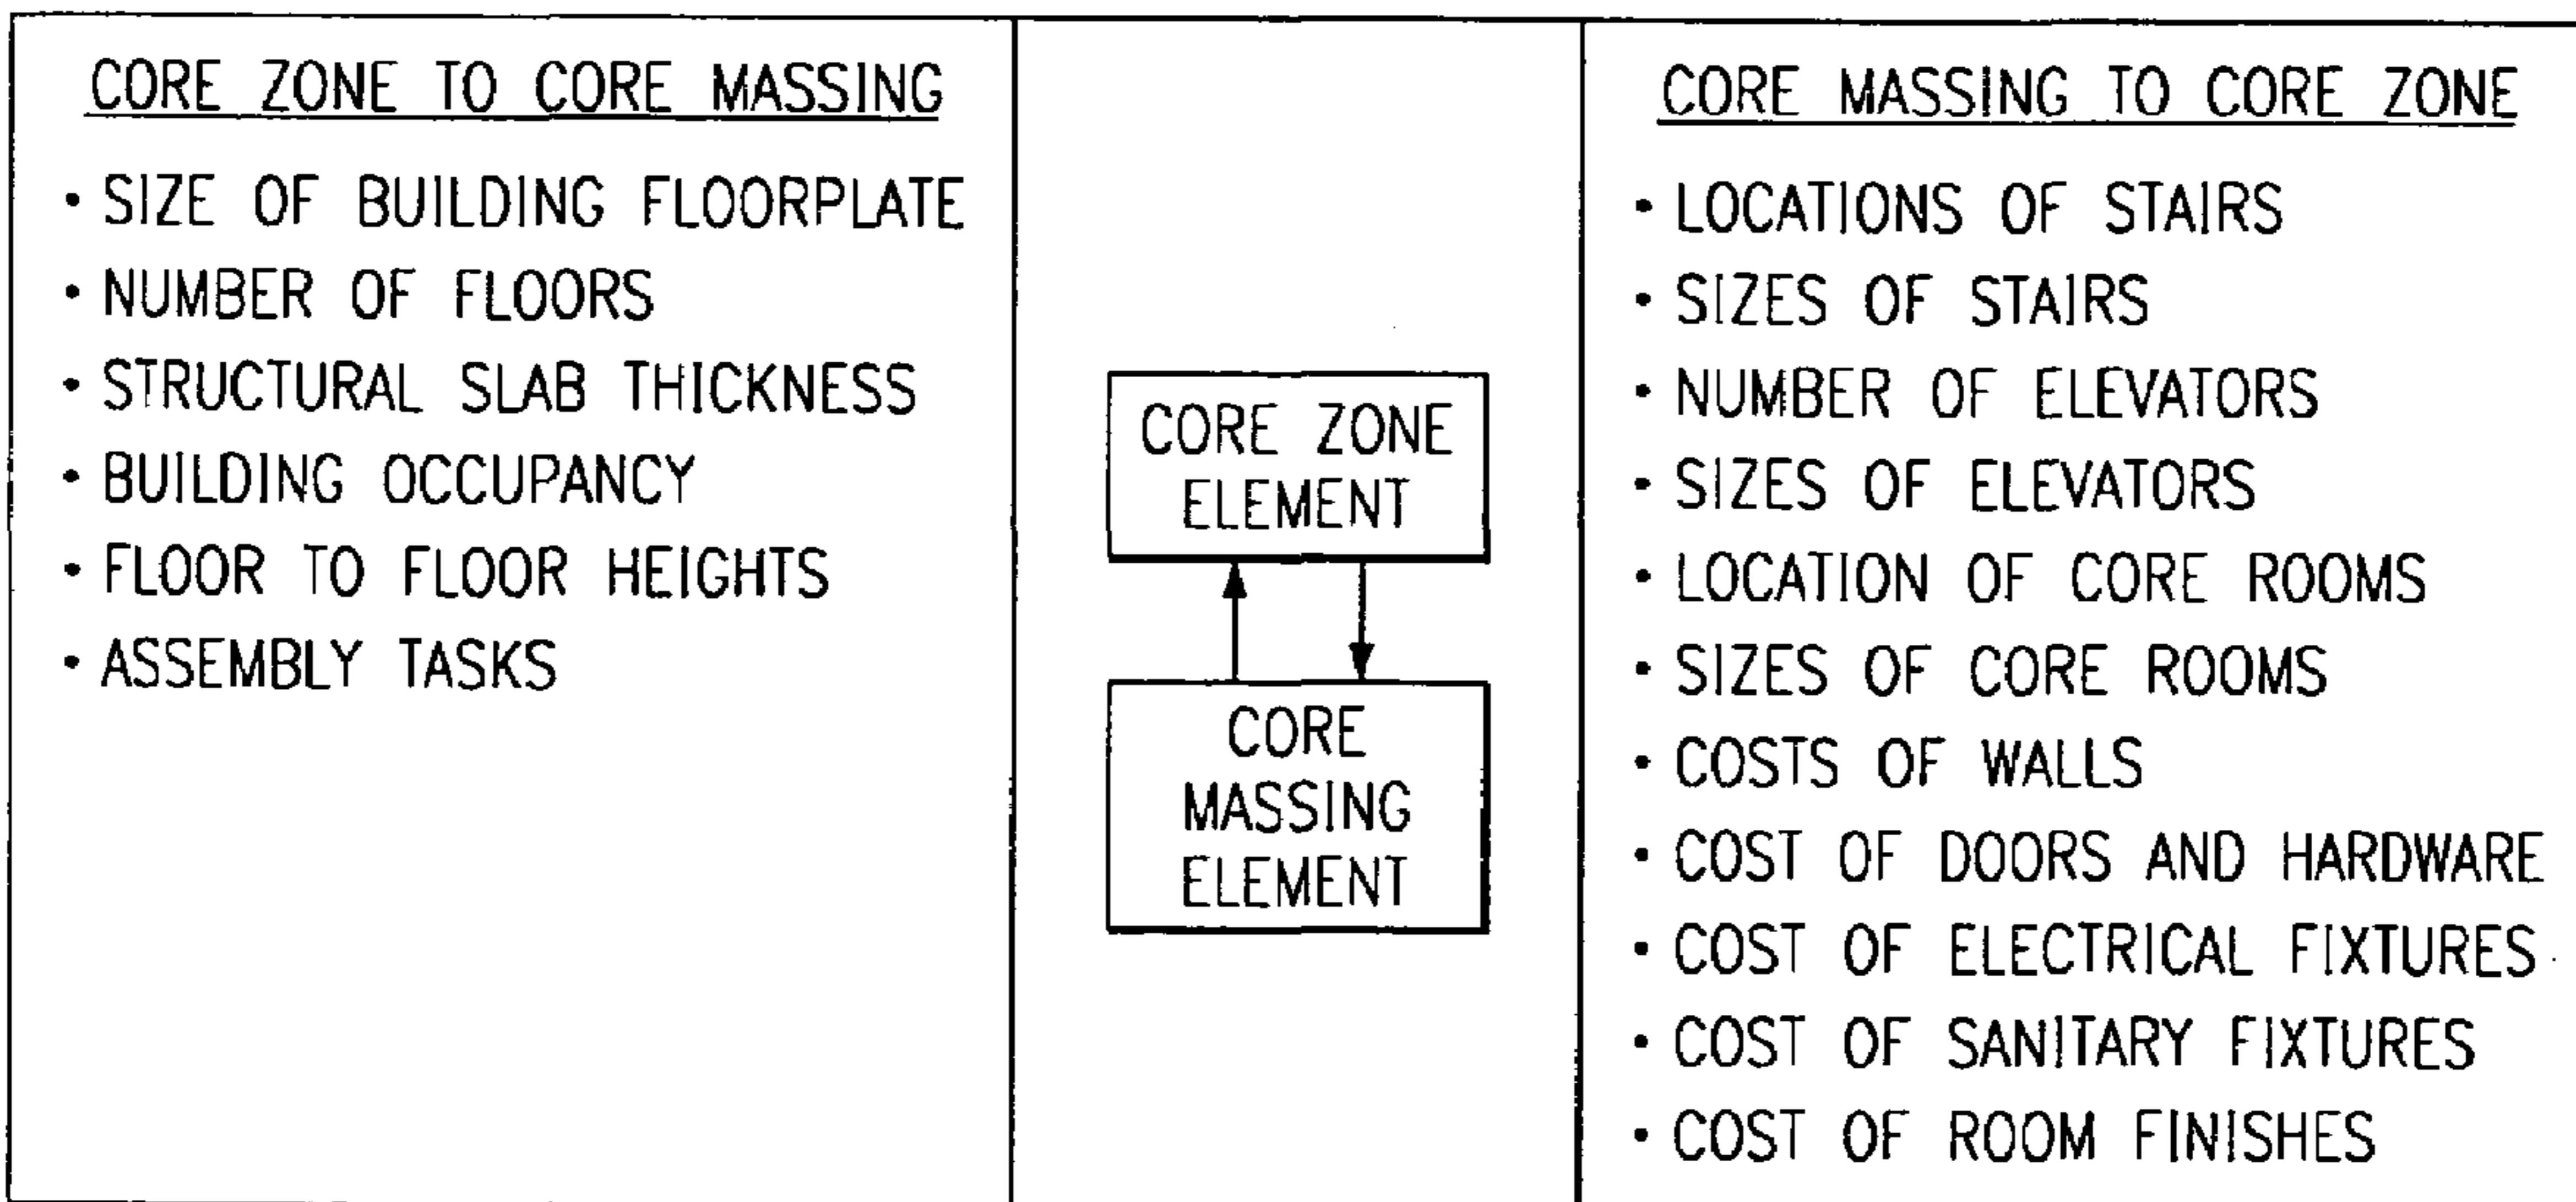 CORE ZONE TO CORE MASSING
• SIZE OF BUILDING FLOORPLATE
• NUMBER OF FLOORS
• STRUCTURAL SLAB THICKNESS
• BUILDING OCCUPANCY
• FLOOR TO FLOOR HEIGHTS
• ASSEMBLY TASKS
CORE ZONE
ELEMENT
CORE
MASSING
ELEMENT
CORE MASSING TO CORE ZONE
• LOCATIONS OF STAIRS
• SIZES OF STAIRS
• NUMBER OF ELEVATORS
• SIZES OF ELEVATORS
• LOCATION OF CORE ROOMS
• SIZES OF CORE ROOMS
• COSTS OF WALLS
• COST OF DOORS AND HARDWARE
• COST OF ELECTRICAL FIXTURES
• COST OF SANITARY FIXTURES
• COST OF ROOM FINISHES